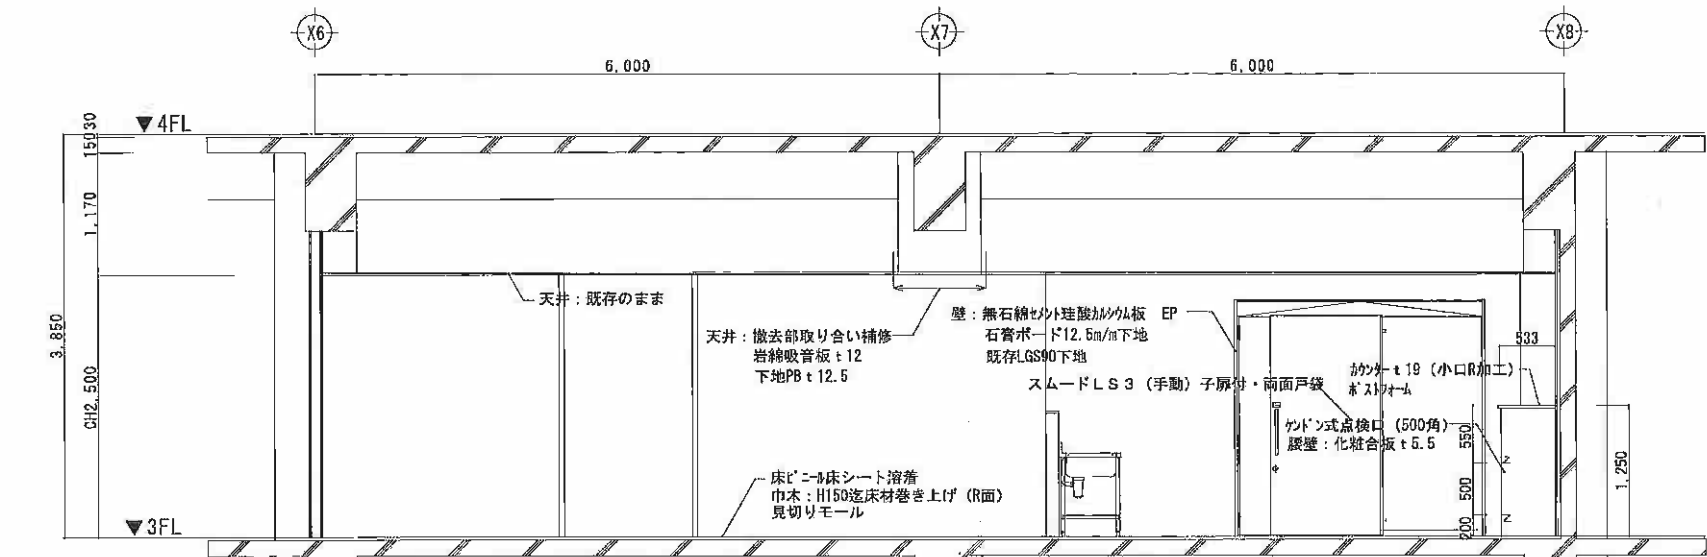 X6
X7
X8
6,000
6,000
▼4FL
30
150
1,170
3,850
CH2,500
天井：既存のまま
天井：撤去部取り合い補修
岩綿吸音板 t 12
下地PB t 12.5
壁：無石綿セメント珪酸カルシウム板 EP
石膏ボード12.5m/m下地
既存LGS90下地
スムードＬＳ３（手動）子扉付・両面戸袋
533
カウンター t 19（小口R加工）
ポストフォーム
ケンドン式点検口（500角）
腰壁：化粧合板 t 5.5
550
500
200
1,250
床ビニール床シート溶着
巾木：H150迄床材巻き上げ（R面）
見切りモール
▼3FL